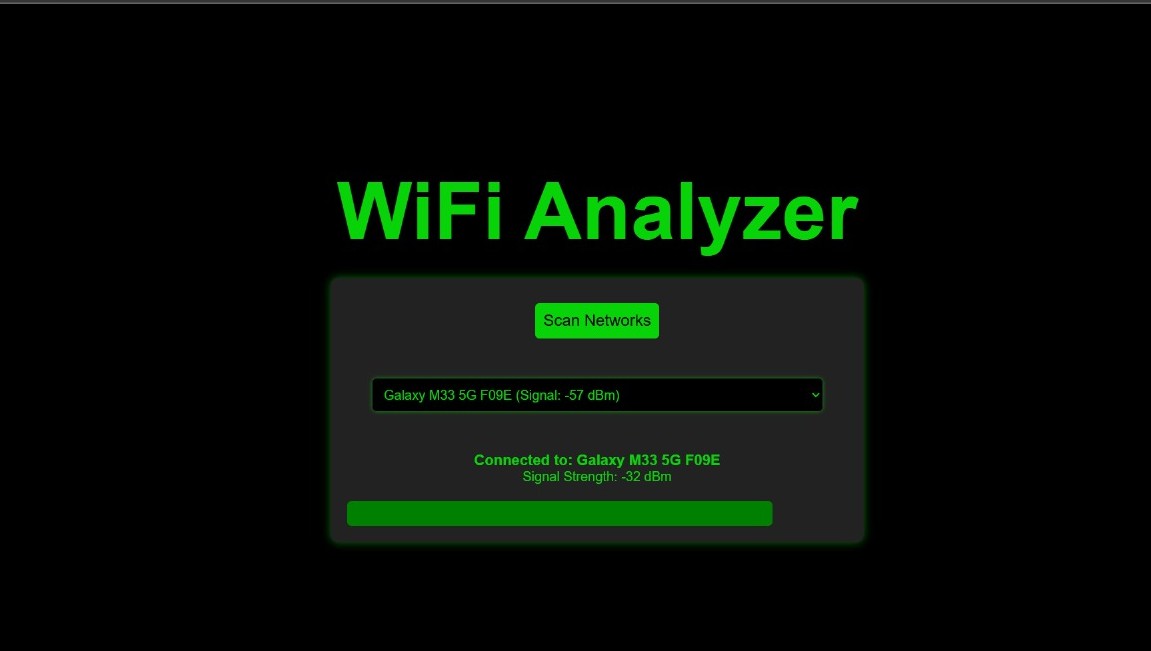 WiFi Analyzer
Scan Networks
Galaxy M33 5G F09E (Signal: -57 dBm)
Connected to: Galaxy M33 5G F09E
Signal Strength: -32 dBm